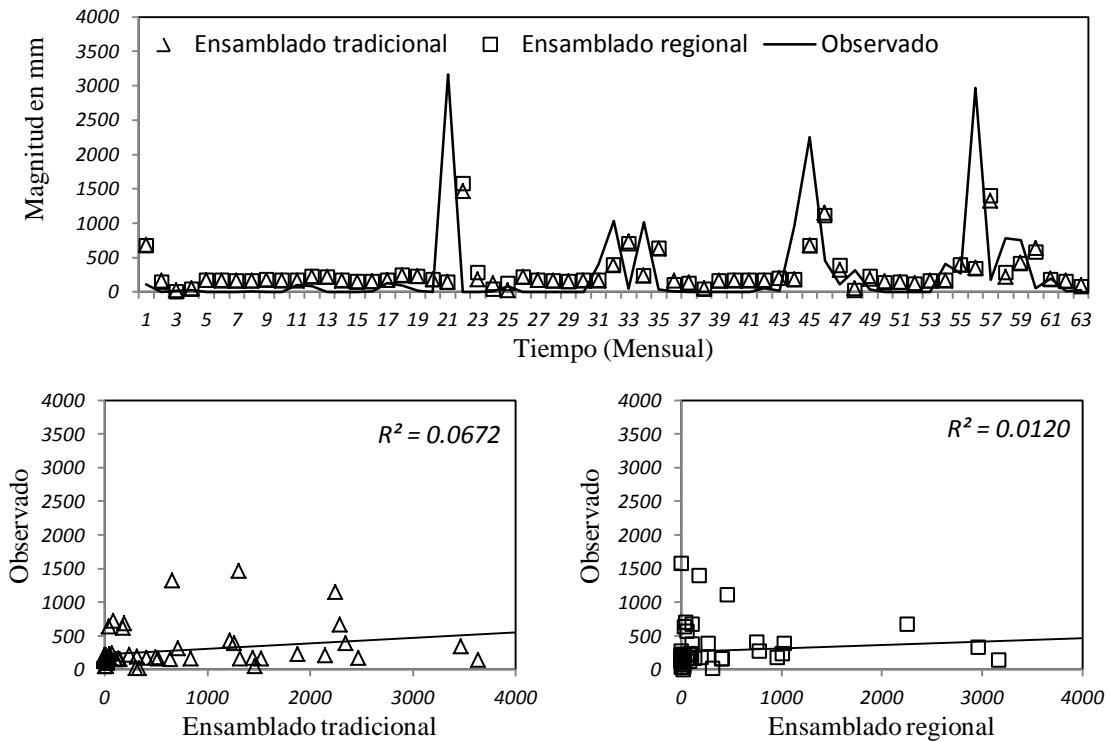 4000
3500
3000
2500
2000
1500
1000
500
0
Magnitud en mm
Ensamblado tradicional Ensamblado regional Observado
1 3 5 7 9 11 13 15 17 19 21 23 25 27 29 31 33 35 37 39 41 43 45 47 49 51 53 55 57 59 61 63
Tiempo (Mensual)
4000
3500
3000
2500
2000
1500
1000
500
0
Observado
R² = 0.0672
0 1000 2000 3000 4000
Ensamblado tradicional
4000
3500
3000
2500
2000
1500
1000
500
0
Observado
R² = 0.0120
0 1000 2000 3000 4000
Ensamblado regional